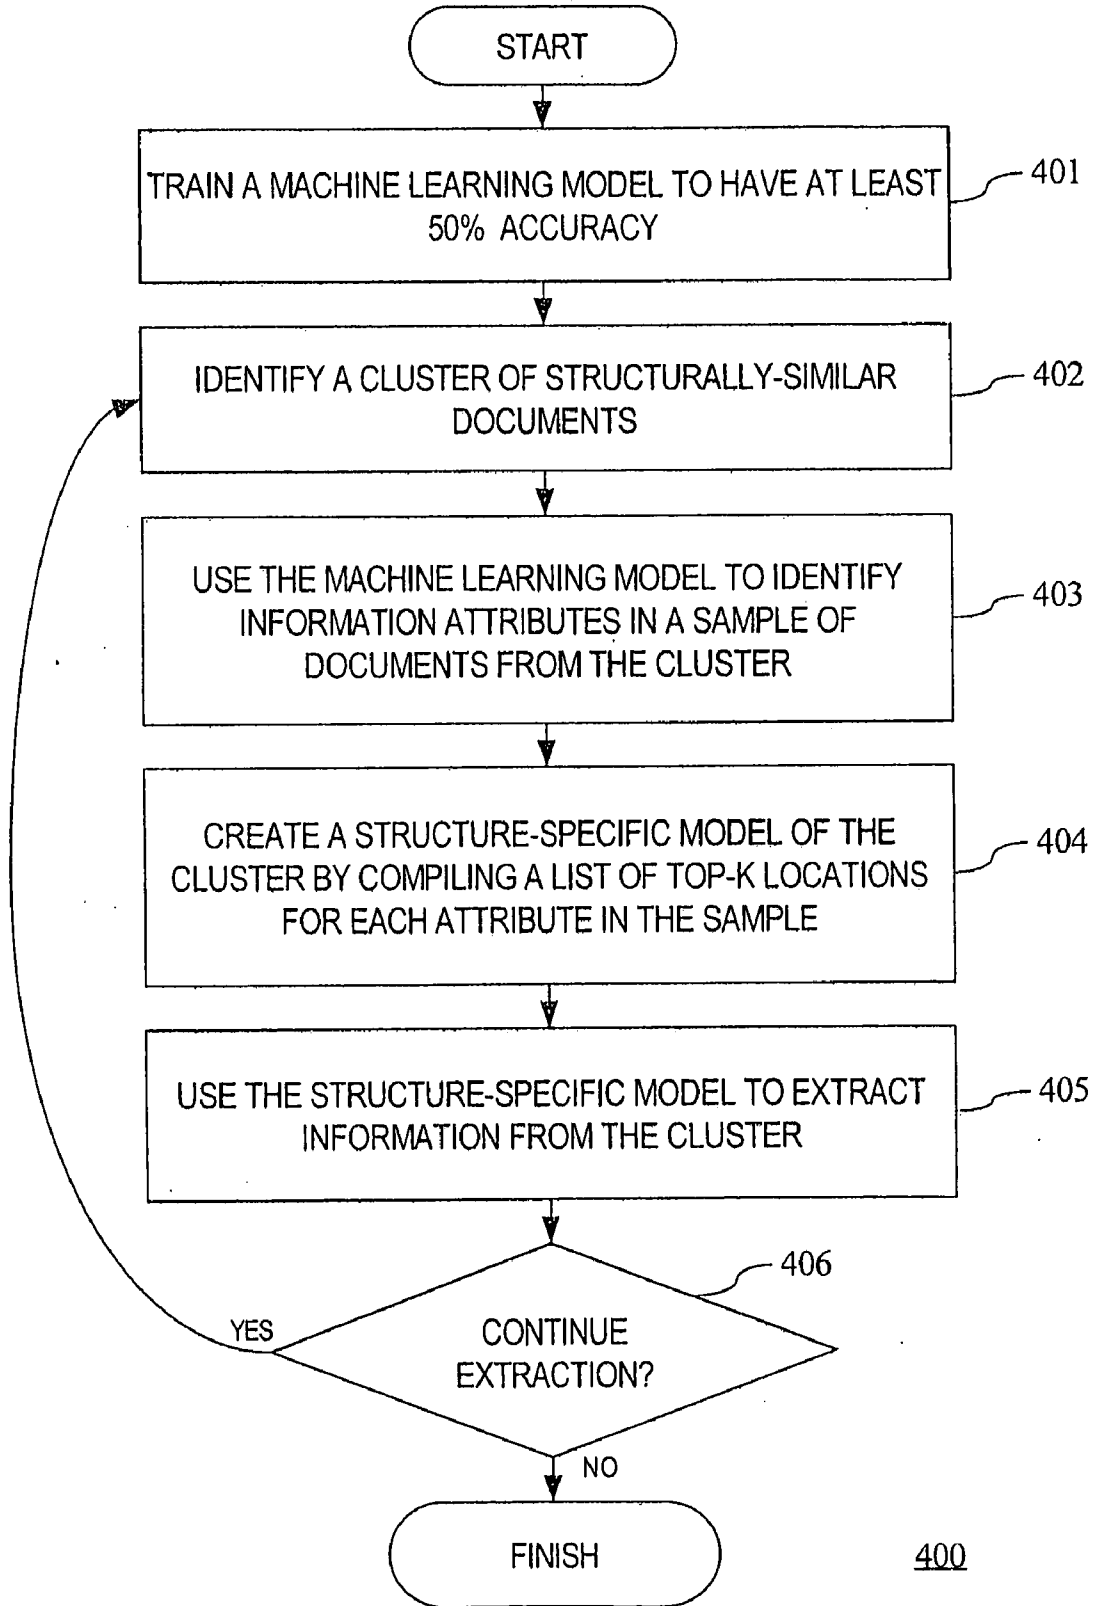 START
TRAIN A MACHINE LEARNING MODEL TO HAVE AT LEAST
50% ACCURACY
401
IDENTIFY A CLUSTER OF STRUCTURALLY-SIMILAR
DOCUMENTS
402
USE THE MACHINE LEARNING MODEL TO IDENTIFY
INFORMATION ATTRIBUTES IN A SAMPLE OF
DOCUMENTS FROM THE CLUSTER
403
CREATE A STRUCTURE-SPECIFIC MODEL OF THE
CLUSTER BY COMPILING A LIST OF TOP-K LOCATIONS
FOR EACH ATTRIBUTE IN THE SAMPLE
404
USE THE STRUCTURE-SPECIFIC MODEL TO EXTRACT
INFORMATION FROM THE CLUSTER
405
406
YES
CONTINUE
EXTRACTION?
NO
FINISH
400